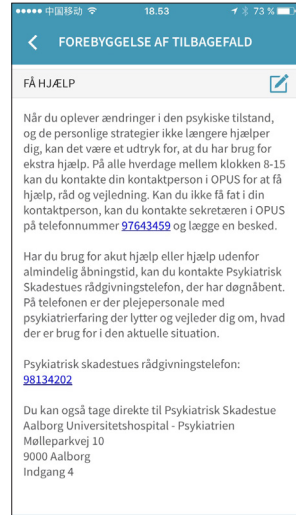 中国移动 18.53 73 %
FOREBYGGELSE AF TILBAGEFALD
FÅ HJÆLP
Når du oplever ændringer i den psykiske tilstand,
og de personlige strategier ikke længere hjælper
dig, kan det være et udtryk for, at du har brug for
ekstra hjælp. På alle hverdage mellem klokken 8-15
kan du kontakte din kontaktperson i OPUS for at få
hjælp, råd og vejledning. Kan du ikke få fat i din
kontaktperson, kan du kontakte sekretæren i OPUS
på telefonnummer 97643459 og lægge en besked.
Har du brug for akut hjælp eller hjælp udenfor
almindelig åbningstid, kan du kontakte Psykiatrisk
Skadestues rådgivningstelefon, der har døgnåbent.
På telefonen er der plejepersonale med
psykiatrierfaring der lytter og vejleder dig om, hvad
der er brug for i den aktuelle situation.
Psykiatrisk skadestues rådgivningstelefon:
98134202
Du kan også tage direkte til Psykiatrisk Skadestue
Aalborg Universitetshospital - Psykiatrien
Mølleparkvej 10
9000 Aalborg
Indgang 4